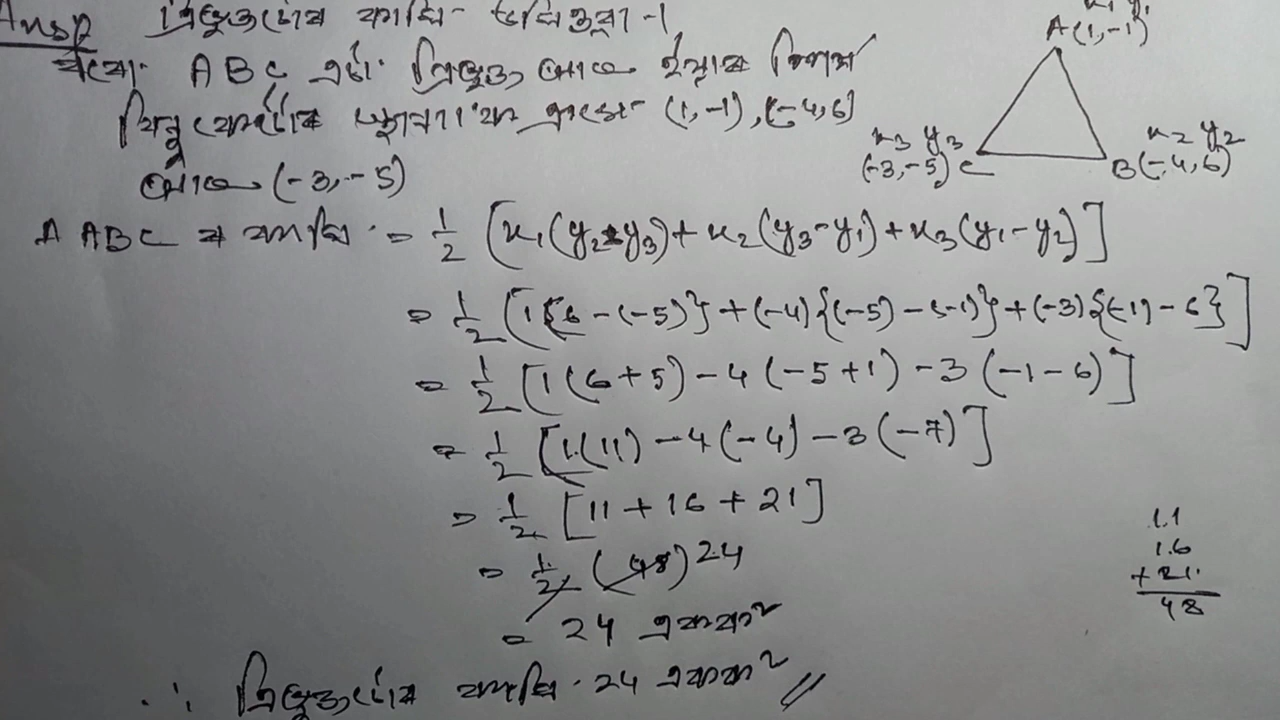 Ansp ত্রিভুজটোৰ কালি
ধৰো ABC এটা ত্রিভুজ আৰু ইয়াৰ
বিন্দু কেইটাৰ স্থানাংক (1,-1), (-4,6)
আৰু (-3,-5)
x₁ y₁
A(1,-1)
x₃ y₃
(-3,-5) C
x₂ y₂
B(-4,6)
Δ ABC ৰ কালি = 1/2 [x₁(y₂-y₃)+x₂(y₃-y₁)+x₃(y₁-y₂)]
= 1/2 [1{6-(-5)}+(-4){(-5)-(-1)}+(-3){(-1)-6}]
= 1/2 [1(6+5)-4(-5+1)-3(-1-6)]
= 1/2 [1.(11)-4(-4)-3(-7)]
= 1/2 [11+16+21]
= 1/2 (48) 24
= 24 একক²
∴ ত্রিভুজটোৰ কালি 24 একক²
11
16
+21
48